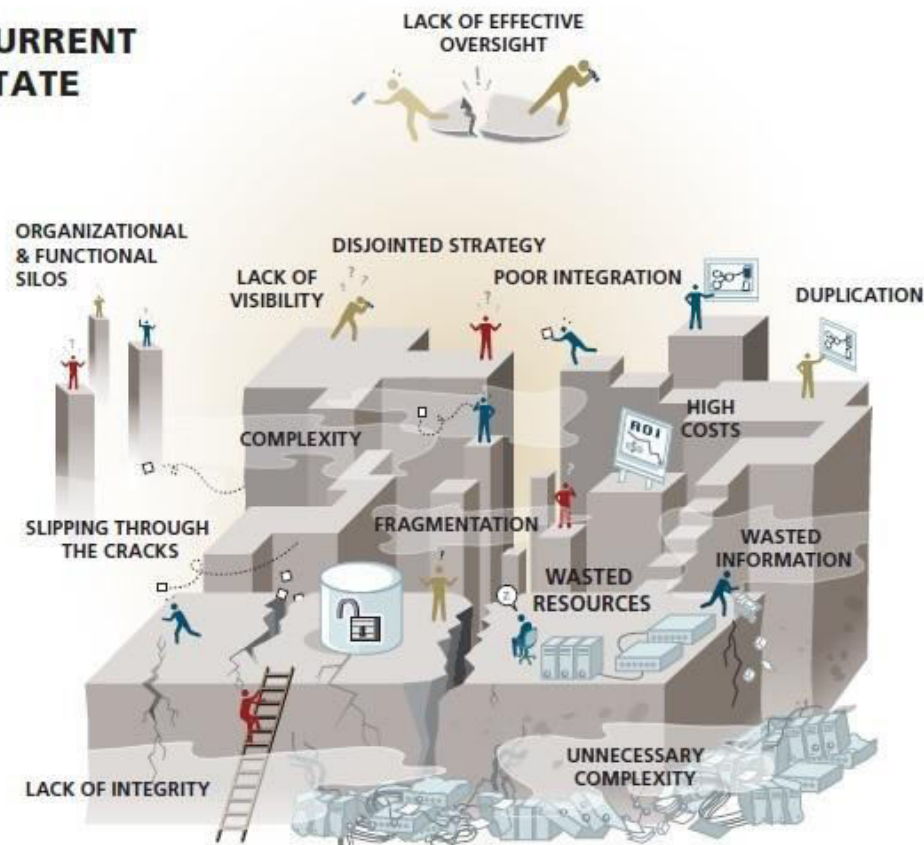 URRENT
TATE
LACK OF EFFECTIVE
OVERSIGHT
ORGANIZATIONAL
& FUNCTIONAL
SILOS
DISJOINTED STRATEGY
LACK OF
VISIBILITY
POOR INTEGRATION
DUPLICATION
COMPLEXITY
ROI
HIGH
COSTS
SLIPPING THROUGH
THE CRACKS
FRAGMENTATION
WASTED
INFORMATION
WASTED
RESOURCES
Z
LACK OF INTEGRITY
UNNECESSARY
COMPLEXITY